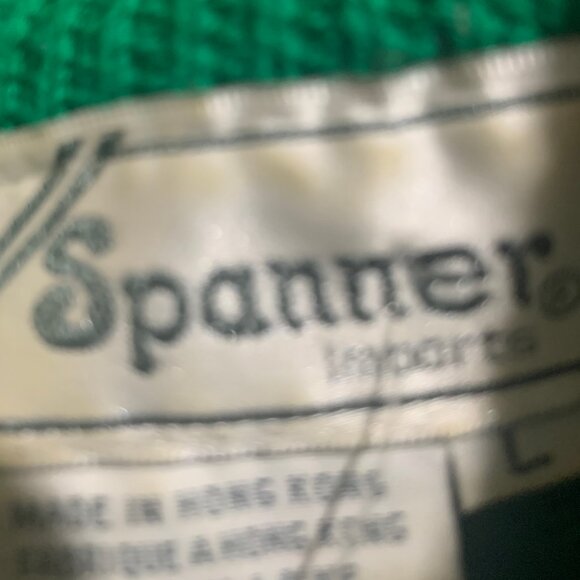 Spanner
Imports
L
MADE IN HONG KONG
FABRIQUE A HONG KONG